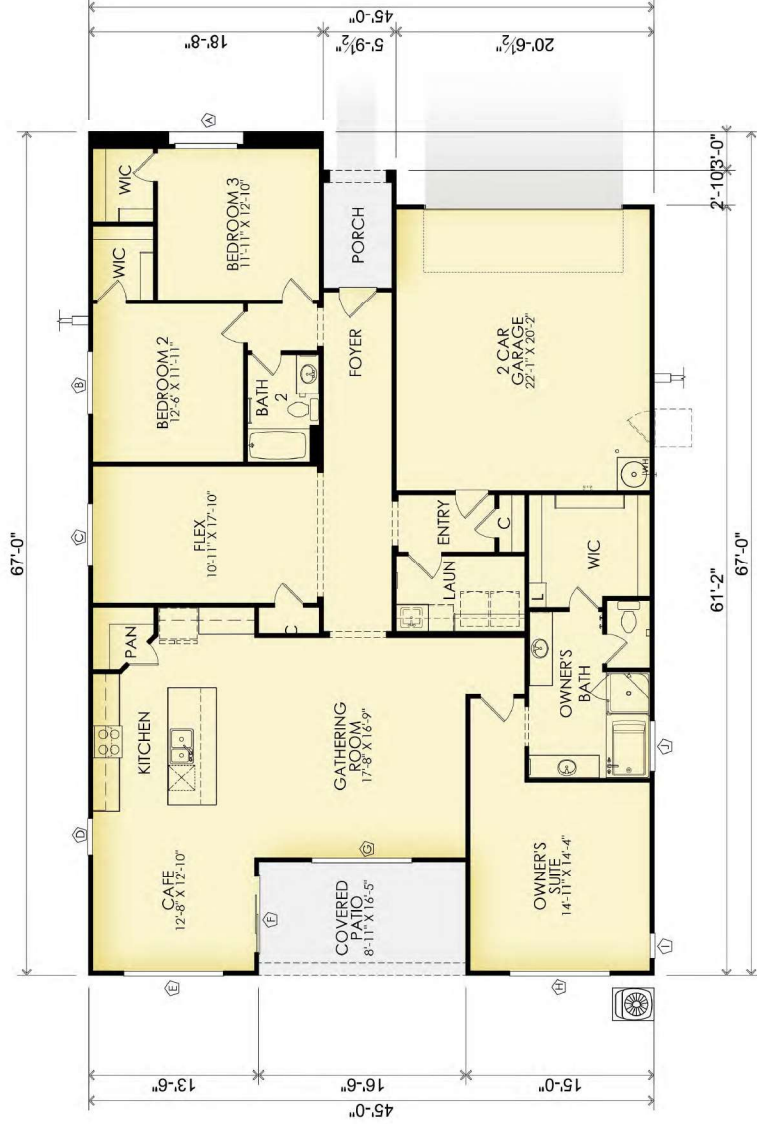 45'-0"
18'-8"
5'-9½"
20'-6½"
67'-0"
A
WIC
BEDROOM 3
11'-11" X 12'-10"
WIC
PORCH
2'-10"
3'-0"
B
BEDROOM 2
12'-6" X 11'-11"
BATH
2
FOYER
2 CAR
GARAGE
22'-1" X 20'-2"
WH
C
FLEX
10'-11" X 17'-10"
ENTRY
C
C
LAUN
WIC
L
PAN
KITCHEN
OWNER'S
BATH
GATHERING
ROOM
17'-8" X 16'-9"
D
G
J
CAFE
12'-8" X 12'-10"
F
COVERED
PATIO
8'-11" X 16'-5"
OWNER'S
SUITE
14'-11" X 14'-4"
E
H
I
61'-2"
67'-0"
13'-6"
16'-6"
15'-0"
45'-0"